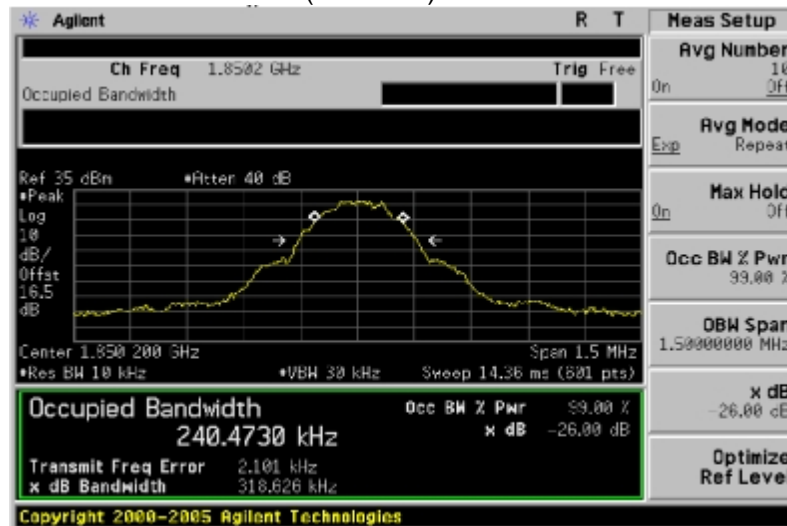 Agilent R T
Meas Setup
Ch Freq 1.8502 GHz Trig Free
Occupied Bandwidth
Avg Number
10
On Off
Avg Mode
Exp Repeat
Max Hold
On Off
Occ BW % Pwr
99.00 %
OBW Span
1.50000000 MHz
x dB
-26.00 dB
Optimize
Ref Level
Ref 35 dBm Atten 40 dB
Peak
Log
10
dB/
Offst
16.5
dB
Center 1.850 200 GHz Span 1.5 MHz
Res BW 10 kHz VBW 30 kHz Sweep 14.36 ms (601 pts)
Occupied Bandwidth Occ BW % Pwr 99.00 %
240.4730 kHz x dB -26.00 dB
Transmit Freq Error 2.101 kHz
x dB Bandwidth 318.626 kHz
Copyright 2000-2005 Agilent Technologies